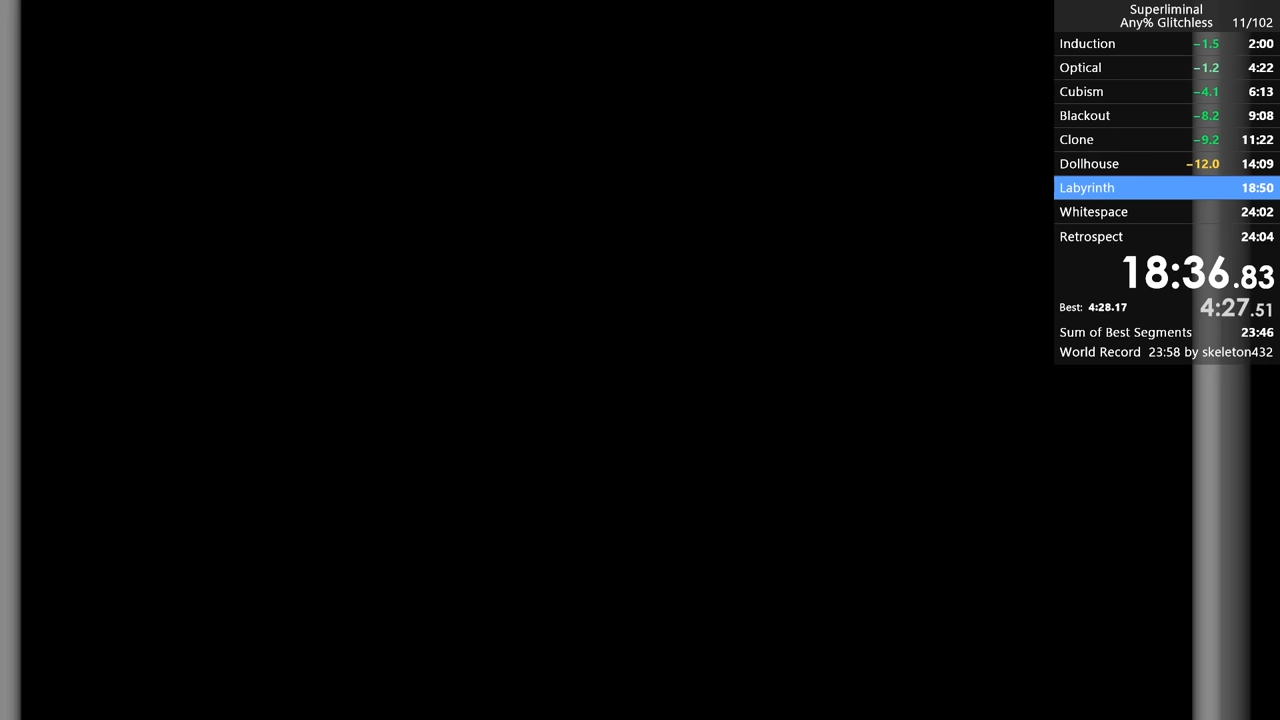 Superliminal
Any% Glitchless 11/102
Induction −1.5 2:00
Optical −1.2 4:22
Cubism −4.1 6:13
Blackout −8.2 9:08
Clone −9.2 11:22
Dollhouse −12.0 14:09
Labyrinth 18:50
Whitespace 24:02
Retrospect 24:04
18:36.83
Best: 4:28.17 4:27.51
Sum of Best Segments 23:46
World Record 23:58 by skeleton432